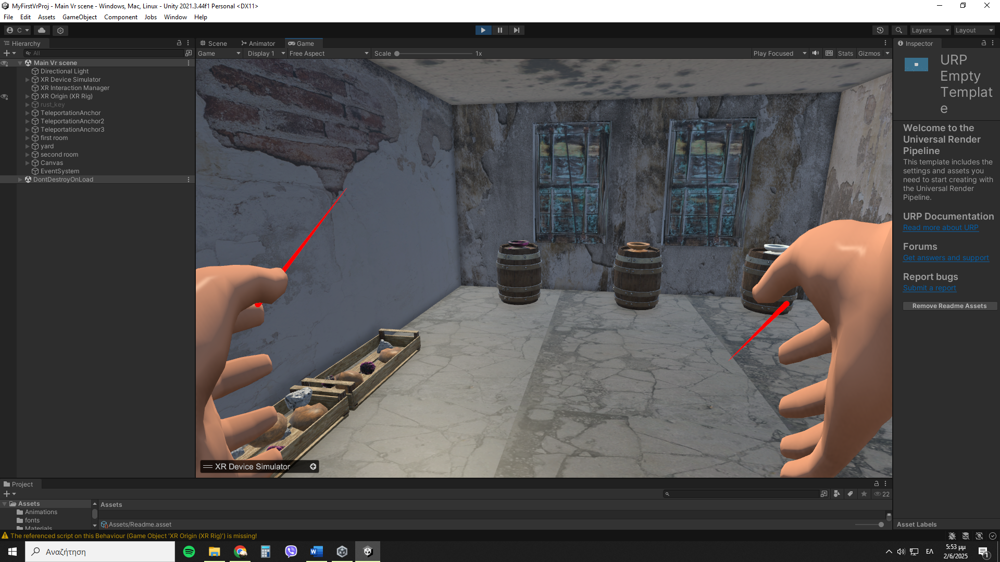 MyFirstVrProj - Main Vr scene - Windows, Mac, Linux - Unity 2021.3.44f1 Personal <DX11>
File Edit Assets GameObject Component Jobs Window Help
C Layers Layout
Hierarchy Scene Animator Game Inspector
All Game Display 1 Free Aspect Scale 1x Play Focused Stats Gizmos
Main Vr scene
Directional Light
XR Device Simulator
XR Interaction Manager
XR Origin (XR Rig)
rust_key
TeleportationAnchor
TeleportationAnchor2
TeleportationAnchor3
first room
yard
second room
Canvas
EventSystem
DontDestroyOnLoad
XR Device Simulator
URP
Empty
Templat
e
Welcome to the
Universal Render
Pipeline
This template includes the
settings and assets you
need to start creating with
the Universal Render
Pipeline.
URP Documentation
Read more about URP
Forums
Get answers and support
Report bugs
Submit a report
Remove Readme Assets
Project
22
Assets Assets
Animations
fonts
Materials
Assets/Readme.asset
Asset Labels
The referenced script on this Behaviour (Game Object 'XR Origin (XR Rig)') is missing!
Αναζήτηση
ΕΛ
5:53 μμ
2/6/2025
1